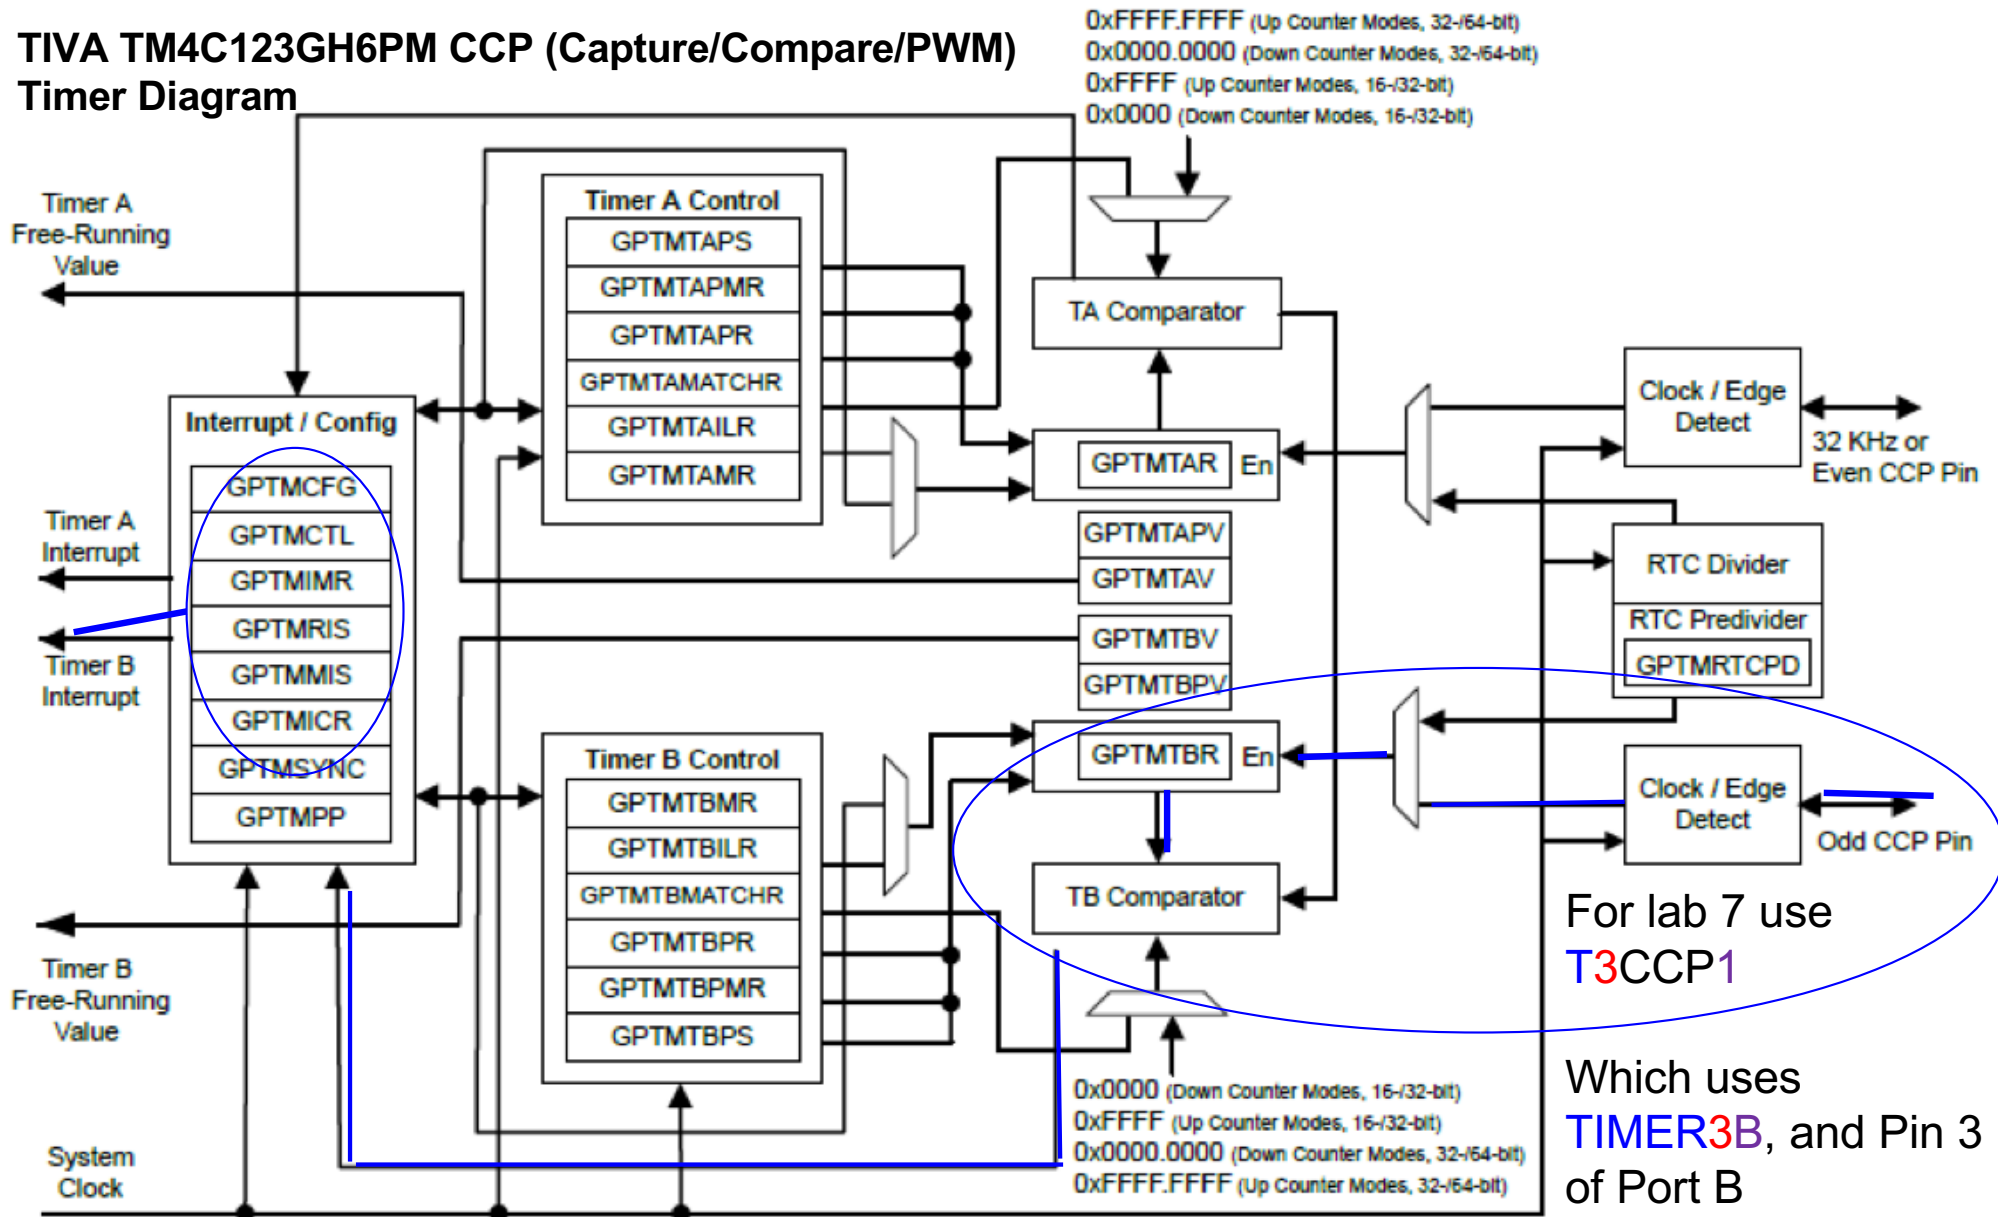 TIVA TM4C123GH6PM CCP (Capture/Compare/PWM)
Timer Diagram
0xFFFF.FFFF (Up Counter Modes, 32-/64-bit)
0x0000.0000 (Down Counter Modes, 32-/64-bit)
0xFFFF (Up Counter Modes, 16-/32-bit)
0x0000 (Down Counter Modes, 16-/32-bit)
Timer A
Free-Running
Value
Timer A Control
GPTMTAPS
GPTMTAPMR
GPTMTAPR
GPTMTAMATCHR
GPTMTAILR
GPTMTAMR
TA Comparator
Clock / Edge
Detect
32 KHz or
Even CCP Pin
Interrupt / Config
GPTMCFG
GPTMCTL
GPTMIMR
GPTMRIS
GPTMMIS
GPTMICR
GPTMSYNC
GPTMPP
GPTMTAR
En
Timer A
Interrupt
GPTMTAPV
GPTMTAV
RTC Divider
RTC Predivider
GPTMRTCPD
Timer B
Interrupt
GPTMTBV
GPTMTBPV
GPTMTBR
En
Timer B Control
GPTMTBMR
GPTMTBILR
GPTMTBMATCHR
GPTMTBPR
GPTMTBPMR
GPTMTBPS
Clock / Edge
Detect
Odd CCP Pin
TB Comparator
For lab 7 use
T3CCP1
Timer B
Free-Running
Value
0x0000 (Down Counter Modes, 16-/32-bit)
0xFFFF (Up Counter Modes, 16-/32-bit)
0x0000.0000 (Down Counter Modes, 32-/64-bit)
0xFFFF.FFFF (Up Counter Modes, 32-/64-bit)
Which uses
TIMER3B, and Pin 3
of Port B
System
Clock